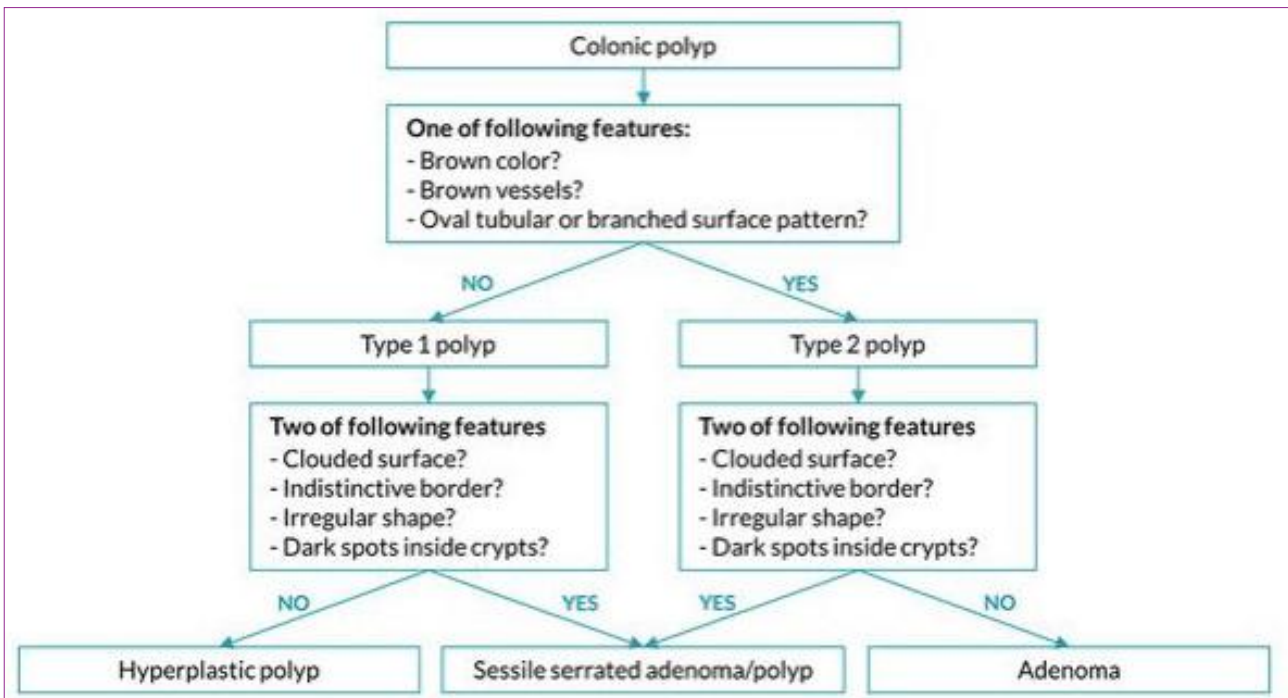 Colonic polyp
One of following features:
- Brown color?
- Brown vessels?
- Oval tubular or branched surface pattern?
NO
YES
Type 1 polyp
Type 2 polyp
Two of following features
- Clouded surface?
- Indistinctive border?
- Irregular shape?
- Dark spots inside crypts?
Two of following features
- Clouded surface?
- Indistinctive border?
- Irregular shape?
- Dark spots inside crypts?
NO
YES
YES
NO
Hyperplastic polyp
Sessile serrated adenoma/polyp
Adenoma